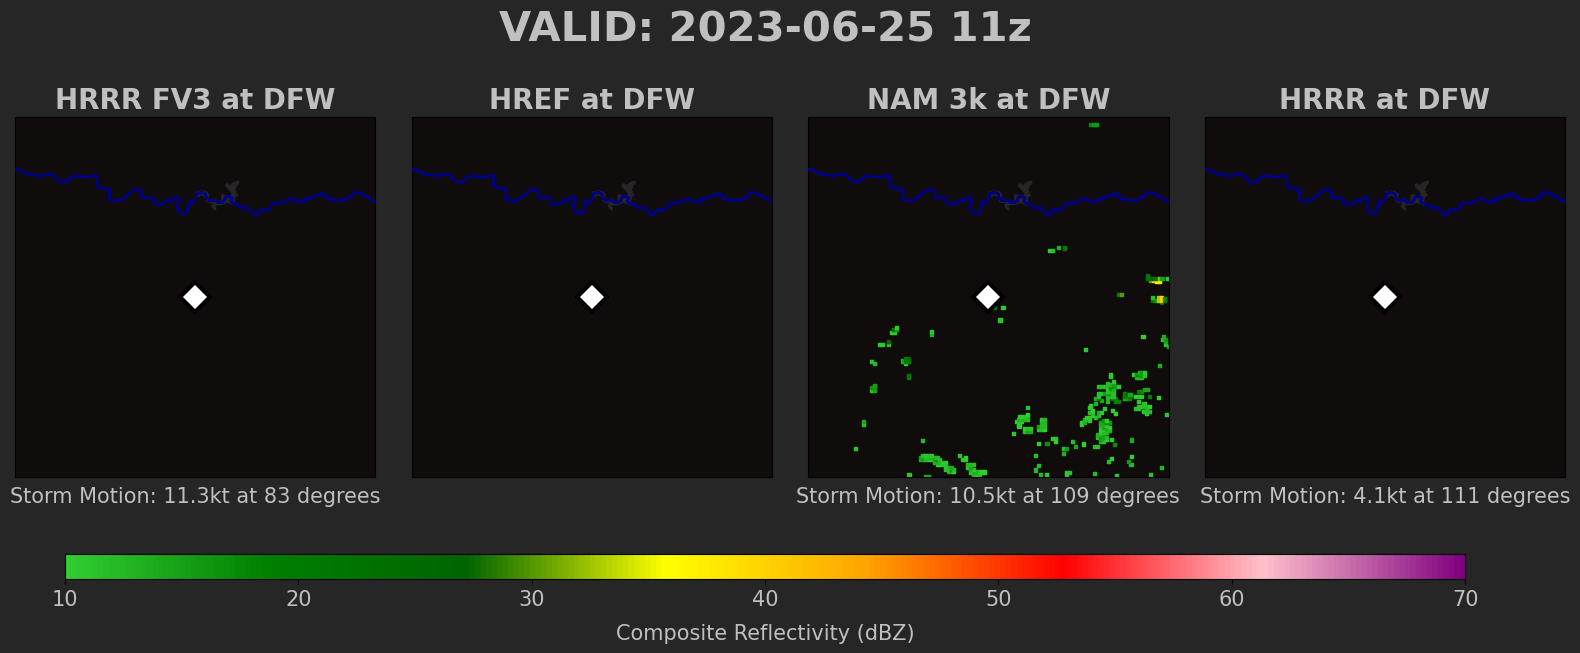 VALID: 2023-06-25 11z
HRRR FV3 at DFW
HREF at DFW
NAM 3k at DFW
HRRR at DFW
Storm Motion: 11.3kt at 83 degrees
Storm Motion: 10.5kt at 109 degrees
Storm Motion: 4.1kt at 111 degrees
10 20 30 40 50 60 70
Composite Reflectivity (dBZ)